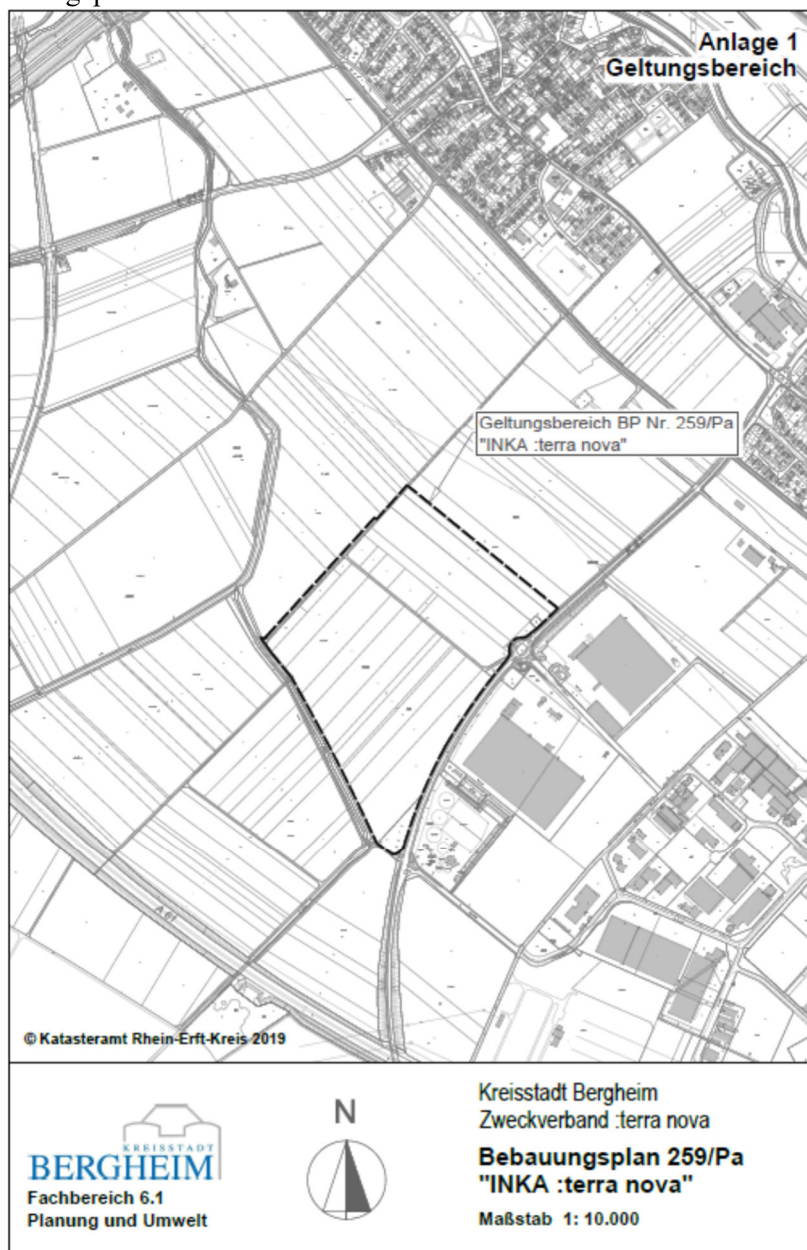 Anlage 1
Geltungsbereich
Geltungsbereich BP Nr. 259/Pa
"INKA :terra nova"
A 61
© Katasteramt Rhein-Erft-Kreis 2019
KREISSTADT
BERGHEIM
Fachbereich 6.1
Planung und Umwelt
N
Kreisstadt Bergheim
Zweckverband :terra nova
Bebauungsplan 259/Pa
"INKA :terra nova"
Maßstab 1: 10.000